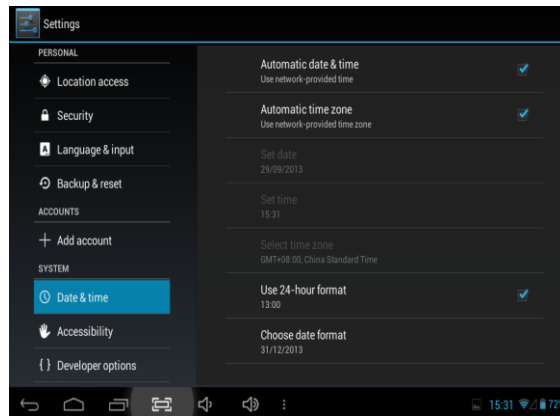 Settings
PERSONAL
Location access
Security
A Language & input
Backup & reset
ACCOUNTS
Add account
SYSTEM
Date & time
Accessibility
{ } Developer options
Automatic date & time
Use network-provided time
Automatic time zone
Use network-provided time zone
Set date
29/09/2013
Set time
15:31
Select time zone
GMT+08:00, China Standard Time
Use 24-hour format
13:00
Choose date format
31/12/2013
15:31 72